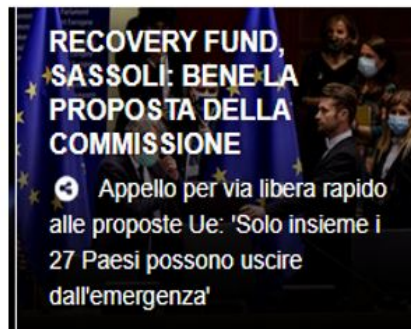 RECOVERY FUND,
SASSOLI: BENE LA
PROPOSTA DELLA
COMMISSIONE
Appello per via libera rapido
alle proposte Ue: 'Solo insieme i
27 Paesi possono uscire
dall'emergenza'